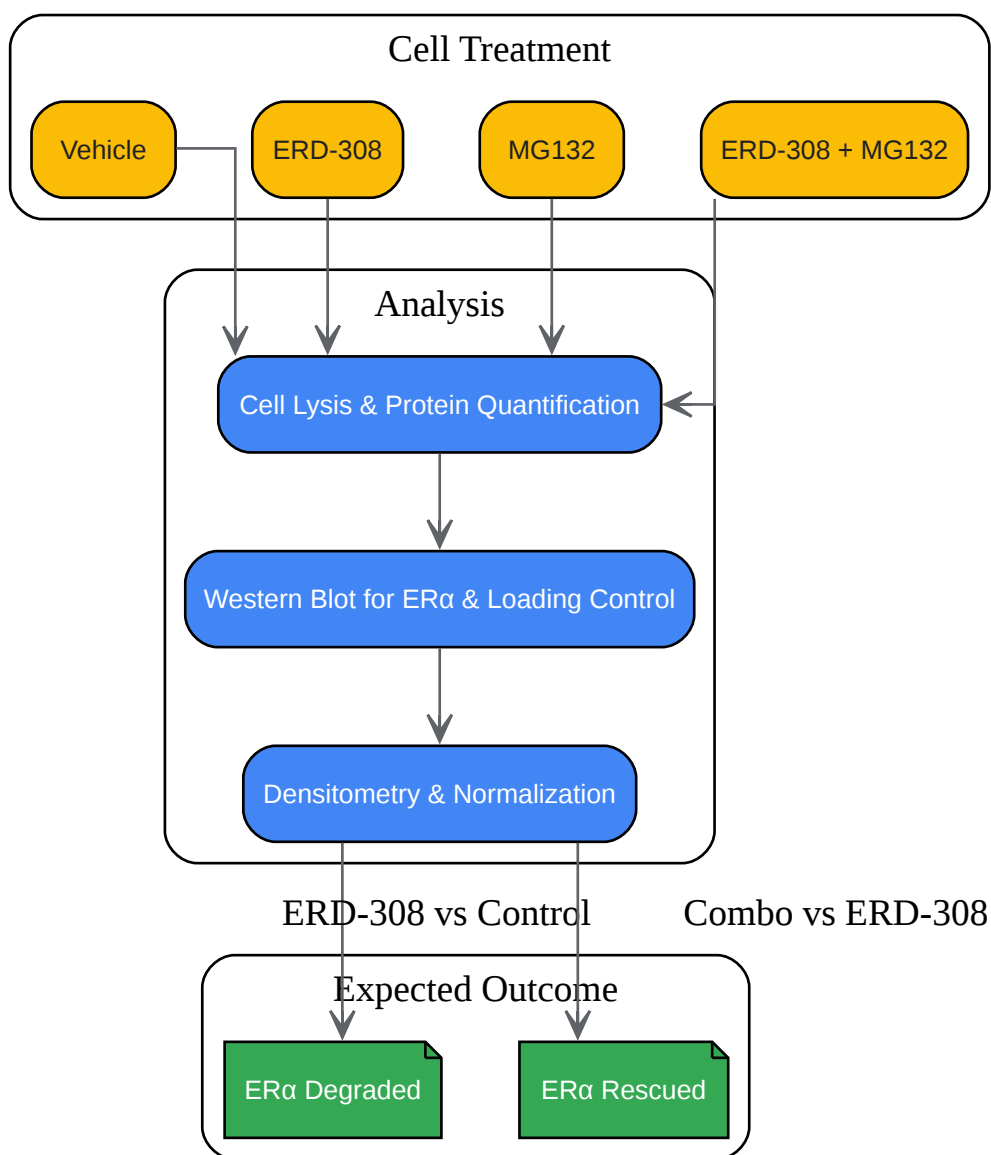 Cell Treatment
Vehicle
ERD-308
MG132
ERD-308 + MG132
Analysis
Cell Lysis & Protein Quantification
Western Blot for ERα & Loading Control
Densitometry & Normalization
ERD-308 vs Control
Combo vs ERD-308
Expected Outcome
ERα Degraded
ERα Rescued